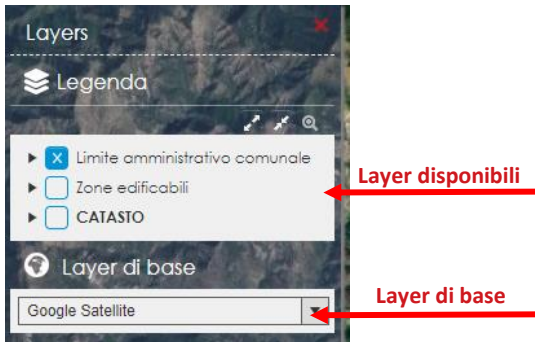 Layers
Legenda
Limite amministrativo comunale
Zone edificabili
CATASTO
Layer disponibili
Layer di base
Google Satellite
Layer di base